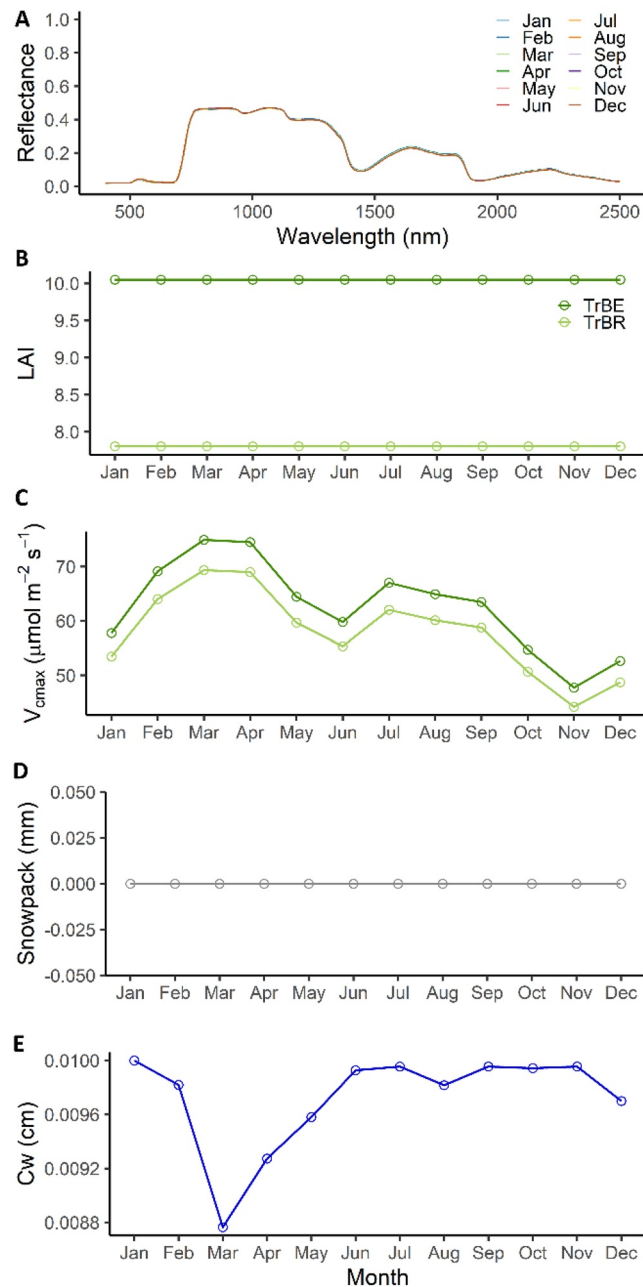 A
1.0
0.8
0.6
0.4
0.2
0.0
Reflectance
Jan Jul
Feb Aug
Mar Sep
Apr Oct
May Nov
Jun Dec
500 1000 1500 2000 2500
Wavelength (nm)
B
10.0
9.5
9.0
8.5
8.0
LAI
TrBE
TrBR
Jan Feb Mar Apr May Jun Jul Aug Sep Oct Nov Dec
C
70
60
50
Vcmax (μmol m−2 s−1)
Jan Feb Mar Apr May Jun Jul Aug Sep Oct Nov Dec
D
0.050
0.025
0.000
-0.025
-0.050
Snowpack (mm)
Jan Feb Mar Apr May Jun Jul Aug Sep Oct Nov Dec
E
0.0100
0.0096
0.0092
0.0088
Cw (cm)
Jan Feb Mar Apr May Jun Jul Aug Sep Oct Nov Dec
Month